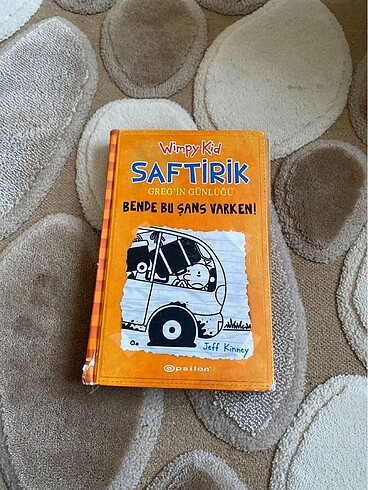 Wimpy Kid
SAFTİRİK
GREG'İN GÜNLÜĞÜ
BENDE BU ŞANS VARKEN!
Jeff Kinney
epsilon